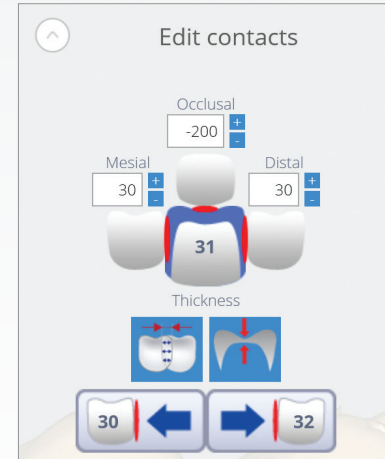 Edit contacts
Occlusal
-200
+
-
Mesial
Distal
30
+
-
30
+
-
31
Thickness
30
32